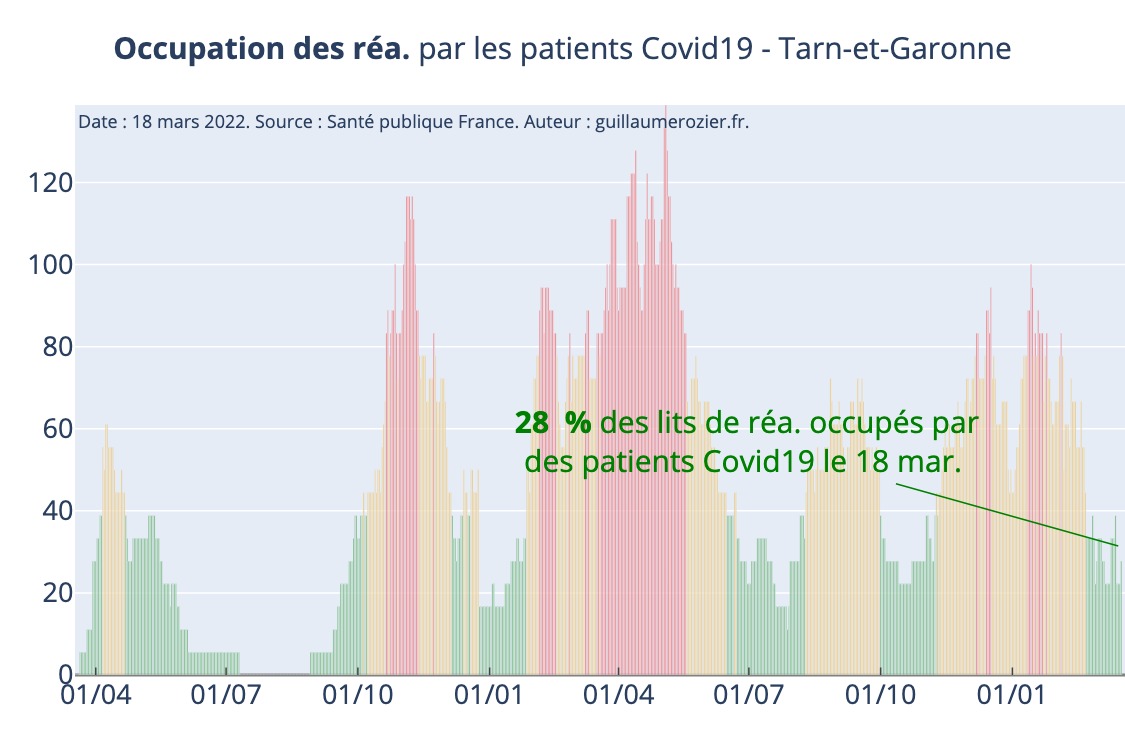 Occupation des réa. par les patients Covid19 - Tarn-et-Garonne
Date : 18 mars 2022. Source : Santé publique France. Auteur : guillaumerozier.fr.
120
100
80
60
40
20
0
28 % des lits de réa. occupés par
des patients Covid19 le 18 mar.
01/04 01/07 01/10 01/01 01/04 01/07 01/10 01/01